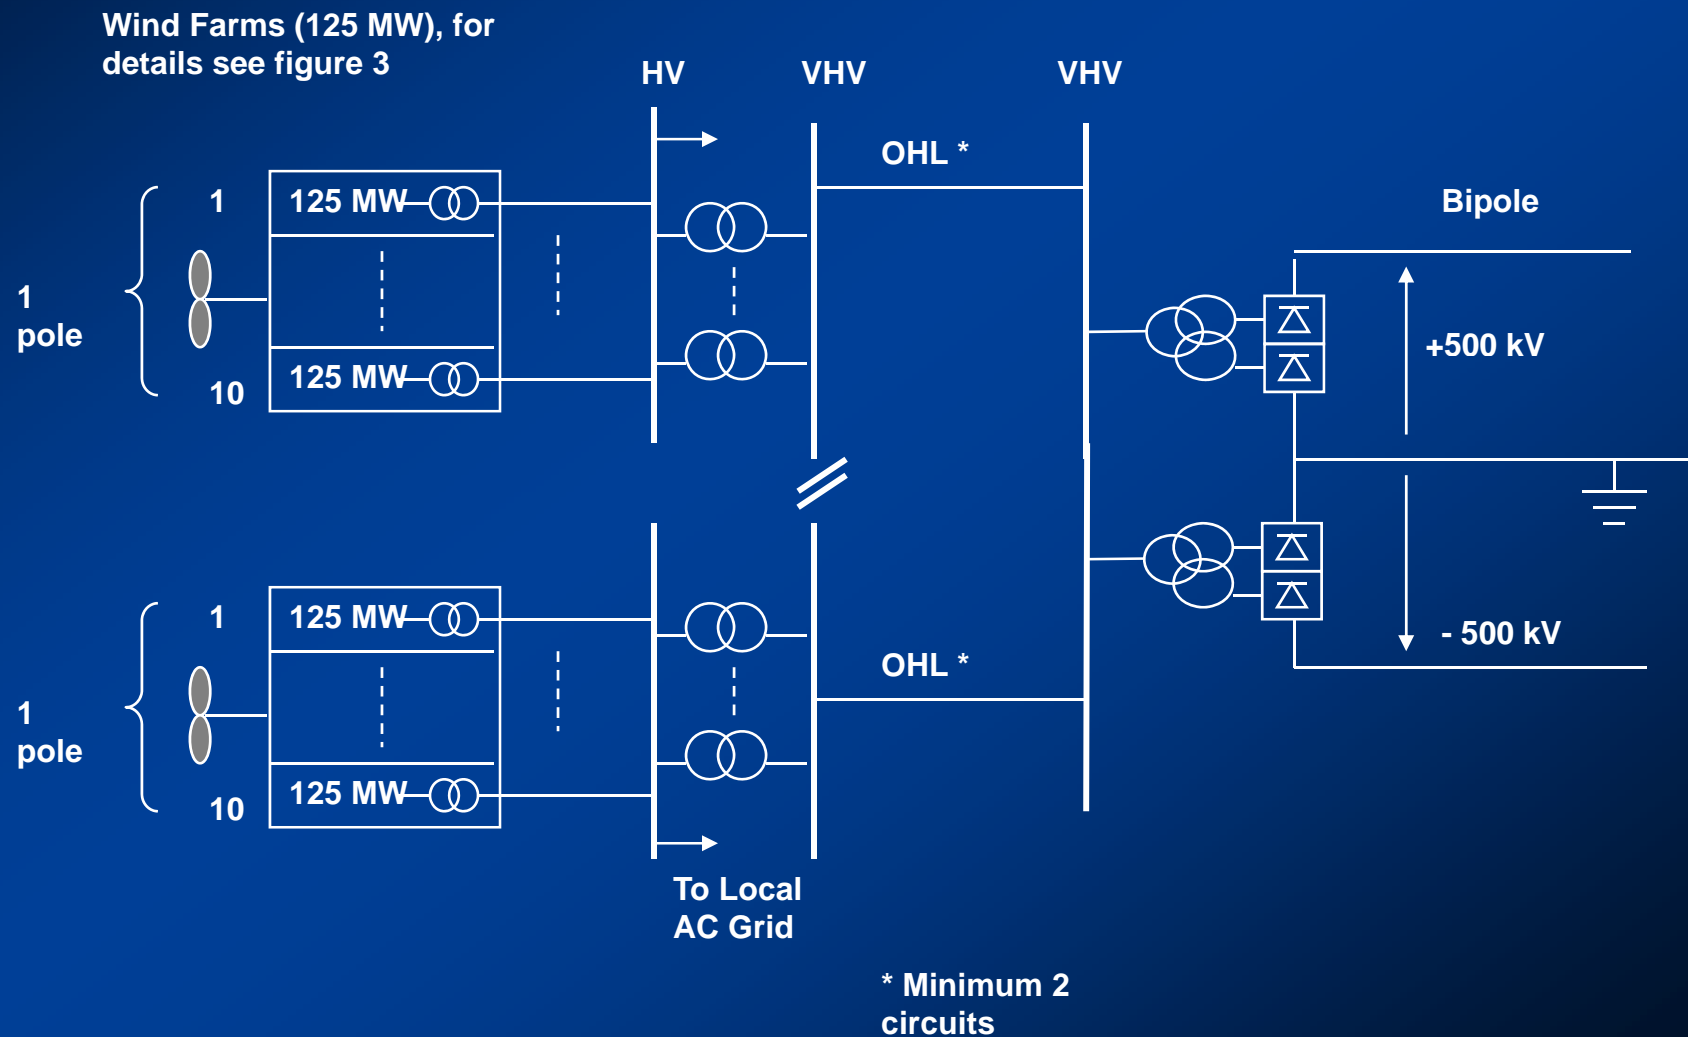 Wind Farms (125 MW), for
details see figure 3
HV
VHV
VHV
OHL *
Bipole
1
125 MW
1
pole
+500 kV
10
125 MW
1
125 MW
- 500 kV
OHL *
1
pole
10
125 MW
To Local
AC Grid
* Minimum 2
circuits